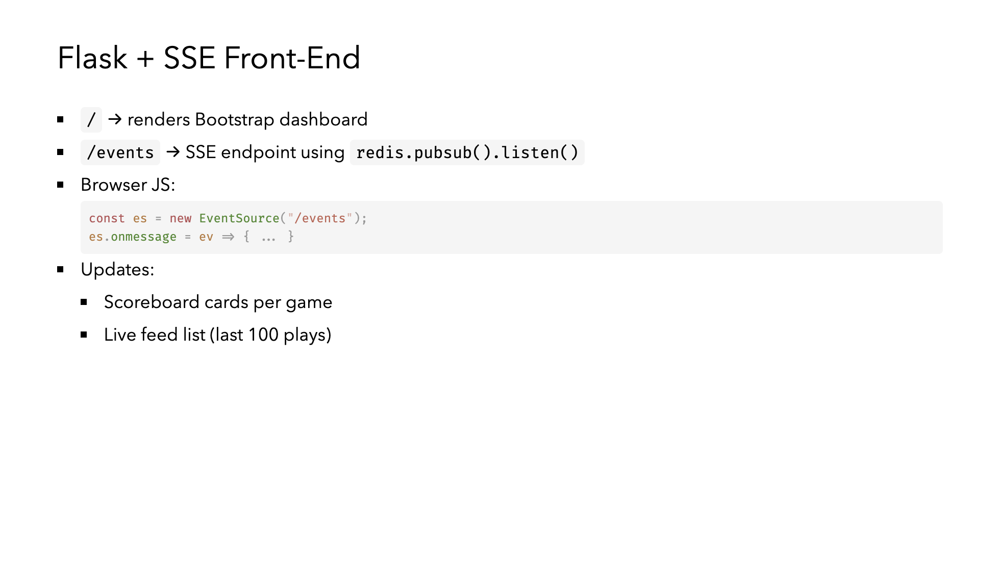 Flask + SSE Front-End
/ → renders Bootstrap dashboard
/events → SSE endpoint using redis.pubsub().listen()
Browser JS:
const es = new EventSource("/events");
es.onmessage = ev => { ... }
Updates:
Scoreboard cards per game
Live feed list (last 100 plays)